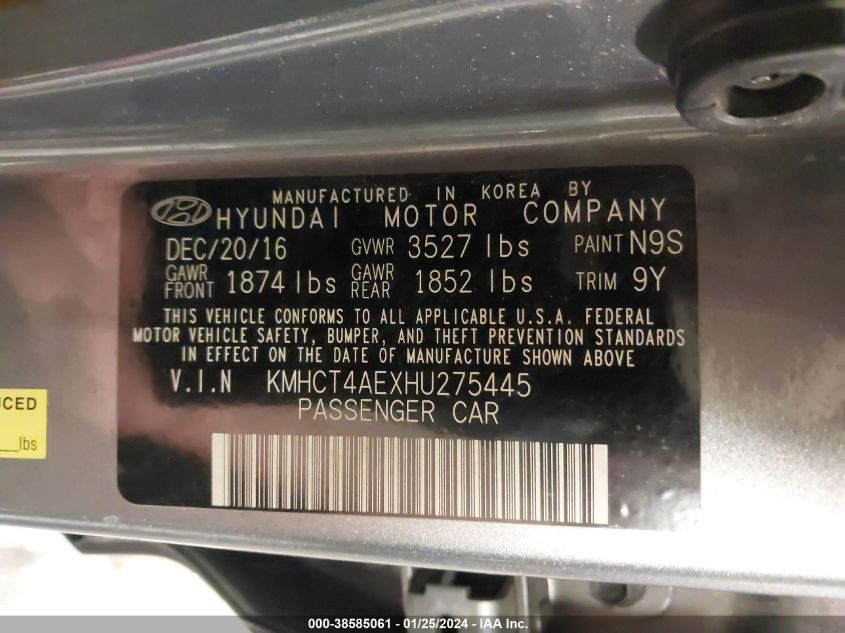 MANUFACTURED IN KOREA BY
HYUNDAI MOTOR COMPANY
DEC/20/16 GVWR 3527 lbs PAINT N9S
GAWR FRONT 1874 lbs GAWR REAR 1852 lbs TRIM 9Y
THIS VEHICLE CONFORMS TO ALL APPLICABLE U.S.A. FEDERAL
MOTOR VEHICLE SAFETY, BUMPER, AND THEFT PREVENTION STANDARDS
IN EFFECT ON THE DATE OF MANUFACTURE SHOWN ABOVE
V.I.N KMHCT4AEXHU275445
PASSENGER CAR
UCED
lbs
000-38585061 - 01/25/2024 - IAA Inc.